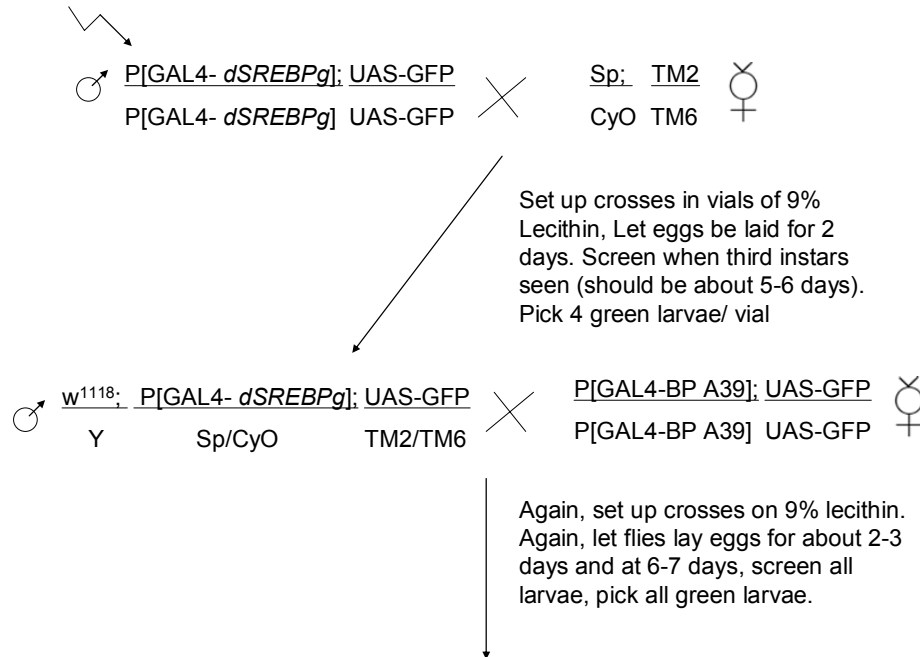 P[GAL4- dSREBPg]; UAS-GFP Sp; TM2
P[GAL4- dSREBPg] UAS-GFP CyO TM6
Set up crosses in vials of 9%
Lecithin, Let eggs be laid for 2
days. Screen when third instars
seen (should be about 5-6 days).
Pick 4 green larvae/ vial
w1118; P[GAL4- dSREBPg]; UAS-GFP P[GAL4-BP A39]; UAS-GFP
Y Sp/CyO TM2/TM6 P[GAL4-BP A39] UAS-GFP
Again, set up crosses on 9% lecithin.
Again, let flies lay eggs for about 2-3
days and at 6-7 days, screen all
larvae, pick all green larvae.